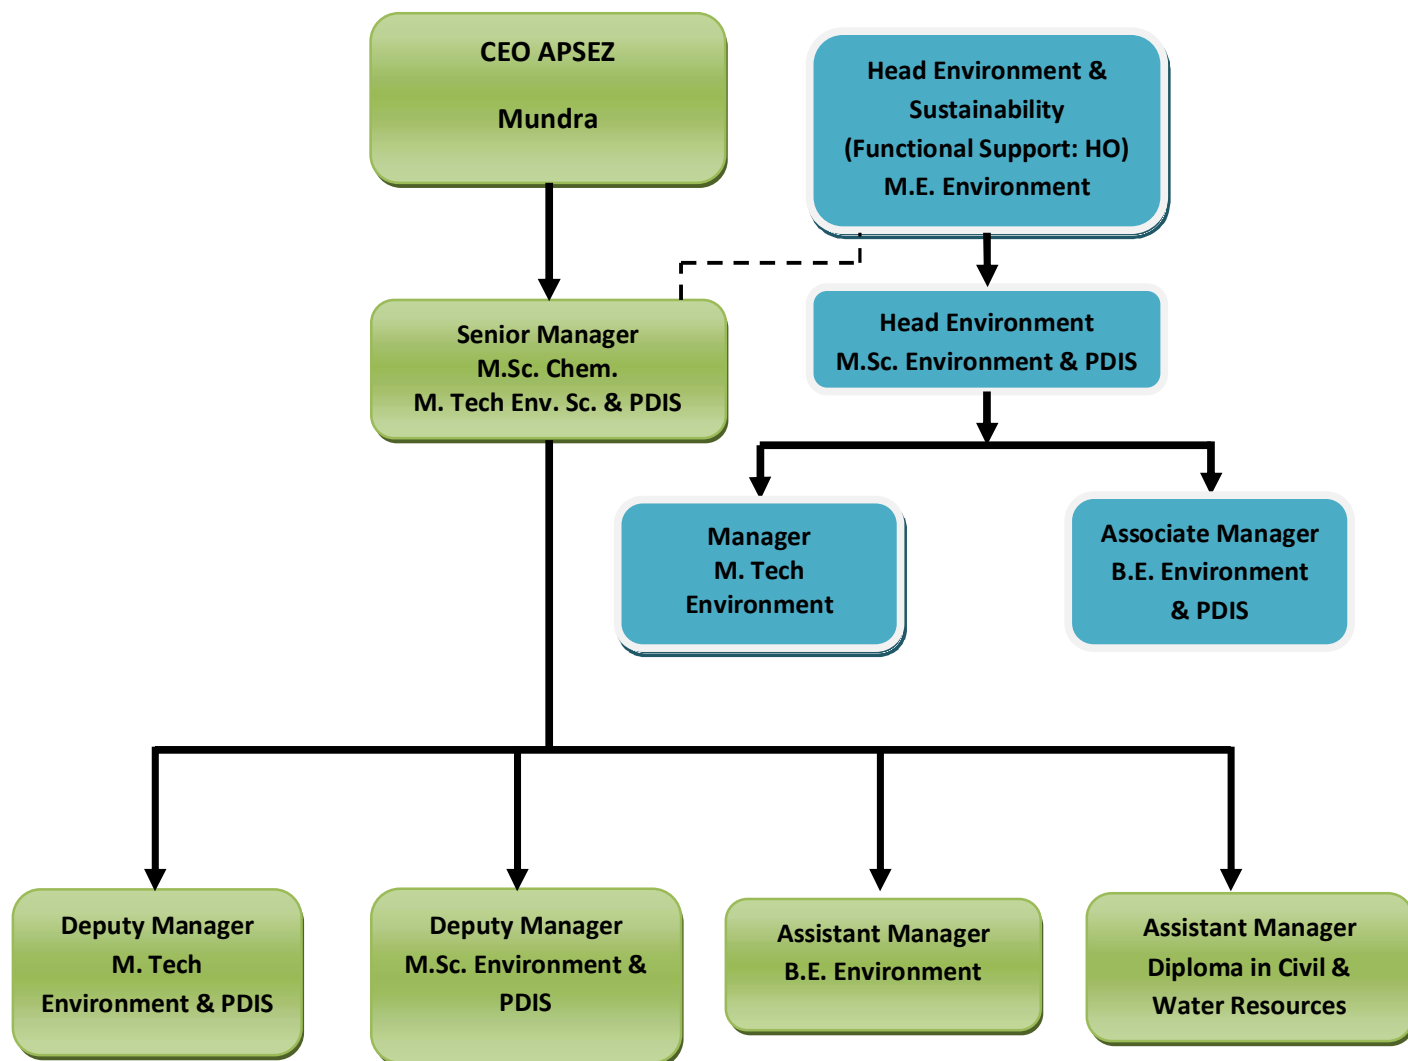 CEO APSEZ
Mundra
Head Environment &
Sustainability
(Functional Support: HO)
M.E. Environment
Senior Manager
M.Sc. Chem.
M. Tech Env. Sc. & PDIS
Head Environment
M.Sc. Environment & PDIS
Manager
M. Tech
Environment
Associate Manager
B.E. Environment
& PDIS
Deputy Manager
M. Tech
Environment & PDIS
Deputy Manager
M.Sc. Environment &
PDIS
Assistant Manager
B.E. Environment
Assistant Manager
Diploma in Civil &
Water Resources